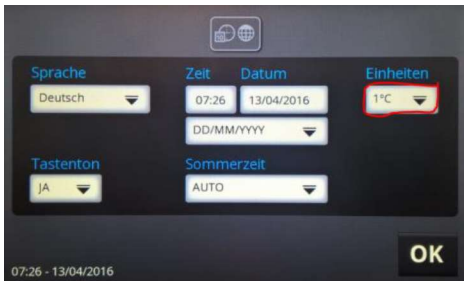 Sprache Zeit Datum Einheiten
Deutsch 07:26 13/04/2016 1°C
DD/MM/YYYY
Tastenton Sommerzeit
JA AUTO
OK
07:26 - 13/04/2016